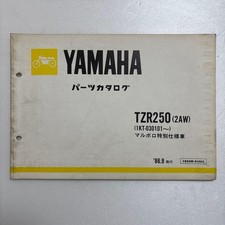 YAMAHA
パーツカタログ
TZR250 (2AW)
(1KT-030101～)
マルボロ特別仕様車
'86.9 発行